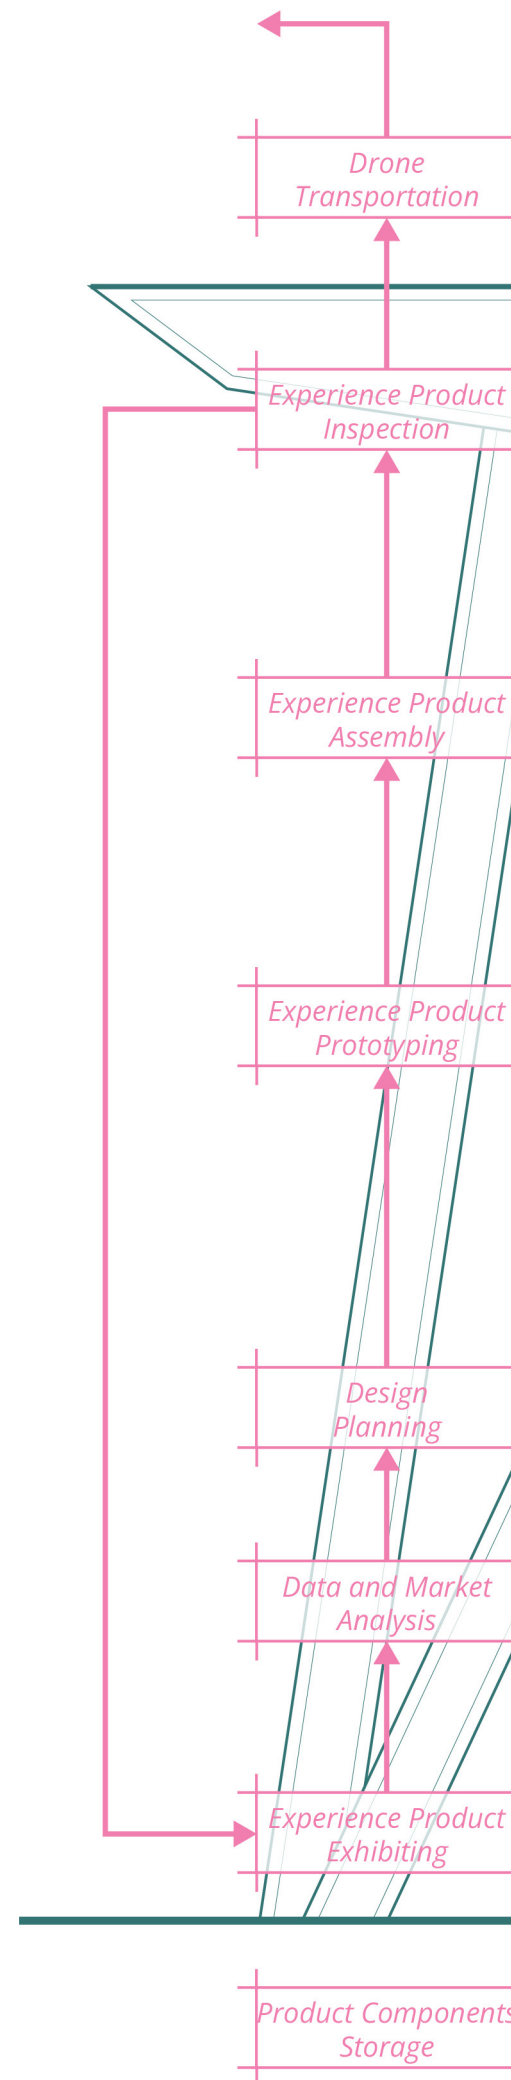 Drone
Transportation
Experience Product
Inspection
Experience Product
Assembly
Experience Product
Prototyping
Design
Planning
Data and Market
Analysis
Experience Product
Exhibiting
Product Components
Storage